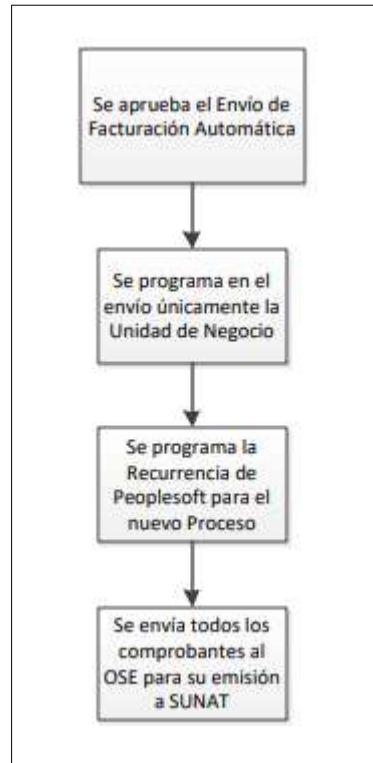 Se aprueba el Envío de
Facturación Automática
Se programa en el
envío únicamente la
Unidad de Negocio
Se programa la
Recurrencia de
Peoplesoft para el
nuevo Proceso
Se envía todos los
comprobantes al
OSE para su emisión
a SUNAT